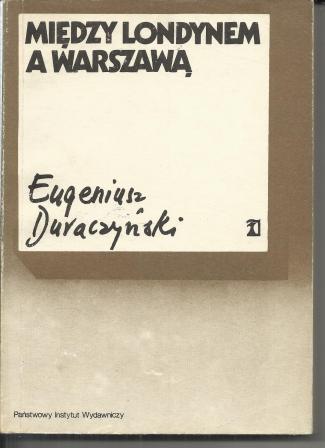 MIĘDZY LONDYNEM
A WARSZAWĄ
Eugeniusz
Duraczyński
Państwowy Instytut Wydawniczy